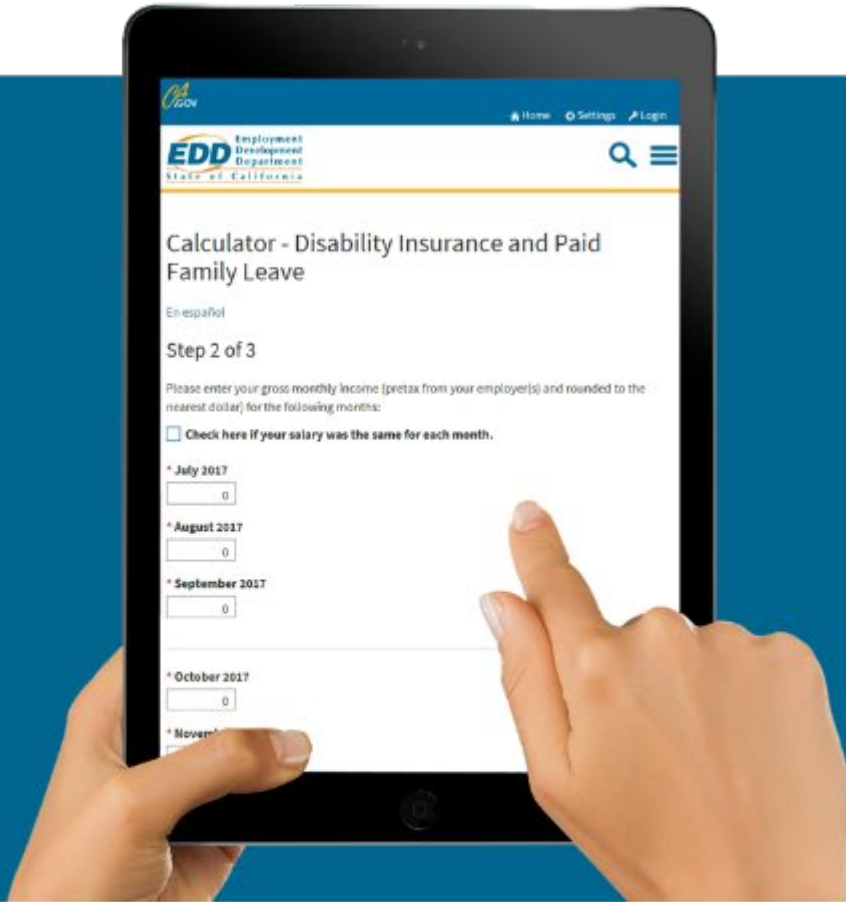 CA
.GOV
Home Settings Login
EDD Employment
Development
Department
State of California
Calculator - Disability Insurance and Paid
Family Leave
En español
Step 2 of 3
Please enter your gross monthly income (pretax from your employer(s) and rounded to the
nearest dollar) for the following months:
Check here if your salary was the same for each month.
* July 2017
0
* August 2017
0
* September 2017
0
* October 2017
0